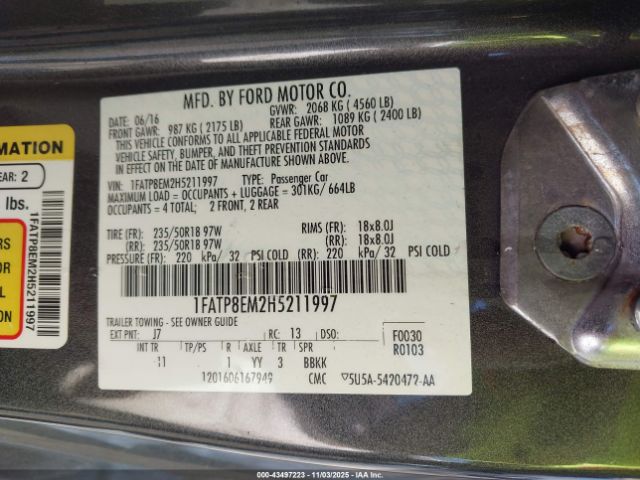 MFD. BY FORD MOTOR CO.
DATE: 06/16 GVWR: 2068 KG ( 4560 LB)
FRONT GAWR: 987 KG ( 2175 LB) REAR GAWR: 1089 KG ( 2400 LB)
THIS VEHICLE CONFORMS TO ALL APPLICABLE FEDERAL MOTOR
VEHICLE SAFETY, BUMPER, AND THEFT PREVENTION STANDARDS
IN EFFECT ON THE DATE OF MANUFACTURE SHOWN ABOVE.
VIN: 1FATP8EM2H5211997 TYPE: Passenger Car
MAXIMUM LOAD = OCCUPANTS + LUGGAGE = 301KG/ 664LB
OCCUPANTS = 4 TOTAL; 2 FRONT, 2 REAR
TIRE (FR): 235/50R18 97W RIMS (FR): 18x8.0J
(RR): 235/50R18 97W (RR): 18x8.0J
PRESSURE (FR): 220 kPa/ 32 PSI COLD (RR): 220 kPa/ 32 PSI COLD
1FATP8EM2H5211997
TRAILER TOWING - SEE OWNER GUIDE
EXT PNT: J7 RC: 13 DSO: F0030
INT TR TP/PS R AXLE TR SPR R0103
1 YY 3 BBKK
1201606167949 CMC 5U5A-5420472-AA
RMATION
EAR: 2
lbs.
1FATP8EM2H5211997
RS
OR
L
ON
00-43497223 - 11/03/2025 - IAAI.COM